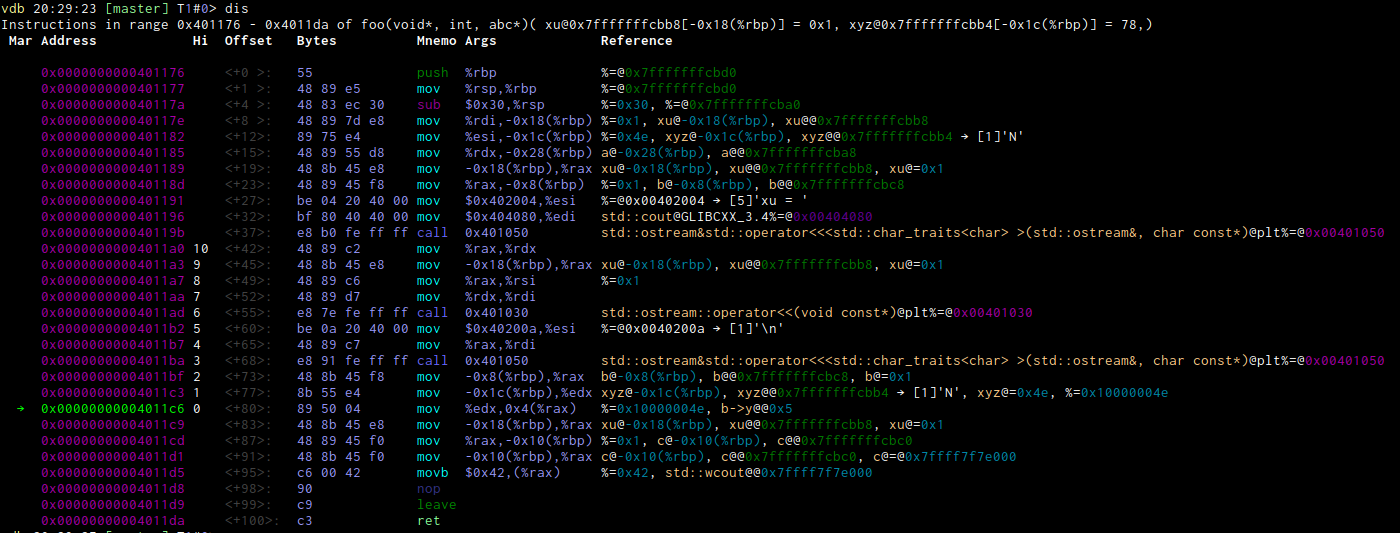 vdb 20:29:23 [master] T1#0> dis
Instructions in range 0x401176 - 0x4011da of foo(void*, int, abc*)( xu@0x7fffffffcbb8[-0x18(%rbp)] = 0x1, xyz@0x7fffffffcbb4[-0x1c(%rbp)] = 78,)
Mar Address Hi Offset Bytes Mnemo Args Reference
0x0000000000401176 <+0 >: 55 push %rbp %=@0x7fffffffcbd0
0x0000000000401177 <+1 >: 48 89 e5 mov %rsp,%rbp %=@0x7fffffffcbd0
0x000000000040117a <+4 >: 48 83 ec 30 sub $0x30,%rsp %=0x30, %=@0x7fffffffcba0
0x000000000040117e <+8 >: 48 89 7d e8 mov %rdi,-0x18(%rbp) %=0x1, xu@-0x18(%rbp), xu@@0x7fffffffcbb8
0x0000000000401182 <+12>: 89 75 e4 mov %esi,-0x1c(%rbp) %=0x4e, xyz@-0x1c(%rbp), xyz@@0x7fffffffcbb4 → [1]'N'
0x0000000000401185 <+15>: 48 89 55 d8 mov %rdx,-0x28(%rbp) a@-0x28(%rbp), a@@0x7fffffffcba8
0x0000000000401189 <+19>: 48 8b 45 e8 mov -0x18(%rbp),%rax xu@-0x18(%rbp), xu@@0x7fffffffcbb8, xu@=0x1
0x000000000040118d <+23>: 48 89 45 f8 mov %rax,-0x8(%rbp) %=0x1, b@-0x8(%rbp), b@@0x7fffffffcbc8
0x0000000000401191 <+27>: be 04 20 40 00 mov $0x402004,%esi %=@0x00402004 → [5]'xu = '
0x0000000000401196 <+32>: bf 80 40 40 00 mov $0x404080,%edi std::cout@GLIBCXX_3.4%=@0x00404080
0x000000000040119b <+37>: e8 b0 fe ff ff call 0x401050 std::ostream&std::operator<<<std::char_traits<char> >(std::ostream&, char const*)@plt%=@0x00401050
0x00000000004011a0 10 <+42>: 48 89 c2 mov %rax,%rdx
0x00000000004011a3 9 <+45>: 48 8b 45 e8 mov -0x18(%rbp),%rax xu@-0x18(%rbp), xu@@0x7fffffffcbb8, xu@=0x1
0x00000000004011a7 8 <+49>: 48 89 c6 mov %rax,%rsi %=0x1
0x00000000004011aa 7 <+52>: 48 89 d7 mov %rdx,%rdi
0x00000000004011ad 6 <+55>: e8 7e fe ff ff call 0x401030 std::ostream::operator<<(void const*)@plt%=@0x00401030
0x00000000004011b2 5 <+60>: be 0a 20 40 00 mov $0x40200a,%esi %=@0x0040200a → [1]'\n'
0x00000000004011b7 4 <+65>: 48 89 c7 mov %rax,%rdi
0x00000000004011ba 3 <+68>: e8 91 fe ff ff call 0x401050 std::ostream&std::operator<<<std::char_traits<char> >(std::ostream&, char const*)@plt%=@0x00401050
0x00000000004011bf 2 <+73>: 48 8b 45 f8 mov -0x8(%rbp),%rax b@-0x8(%rbp), b@@0x7fffffffcbc8, b@=0x1
0x00000000004011c3 1 <+77>: 8b 55 e4 mov -0x1c(%rbp),%edx xyz@-0x1c(%rbp), xyz@@0x7fffffffcbb4 → [1]'N', xyz@=0x4e, %=0x10000004e
→ 0x00000000004011c6 0 <+80>: 89 50 04 mov %edx,0x4(%rax) %=0x10000004e, b->y@@0x5
0x00000000004011c9 <+83>: 48 8b 45 e8 mov -0x18(%rbp),%rax xu@-0x18(%rbp), xu@@0x7fffffffcbb8, xu@=0x1
0x00000000004011cd <+87>: 48 89 45 f0 mov %rax,-0x10(%rbp) %=0x1, c@-0x10(%rbp), c@@0x7fffffffcbc0
0x00000000004011d1 <+91>: 48 8b 45 f0 mov -0x10(%rbp),%rax c@-0x10(%rbp), c@@0x7fffffffcbc0, c@=@0x7ffff7f7e000
0x00000000004011d5 <+95>: c6 00 42 movb $0x42,(%rax) %=0x42, std::wcout@@0x7ffff7f7e000
0x00000000004011d8 <+98>: 90 nop
0x00000000004011d9 <+99>: c9 leave
0x00000000004011da <+100>: c3 ret